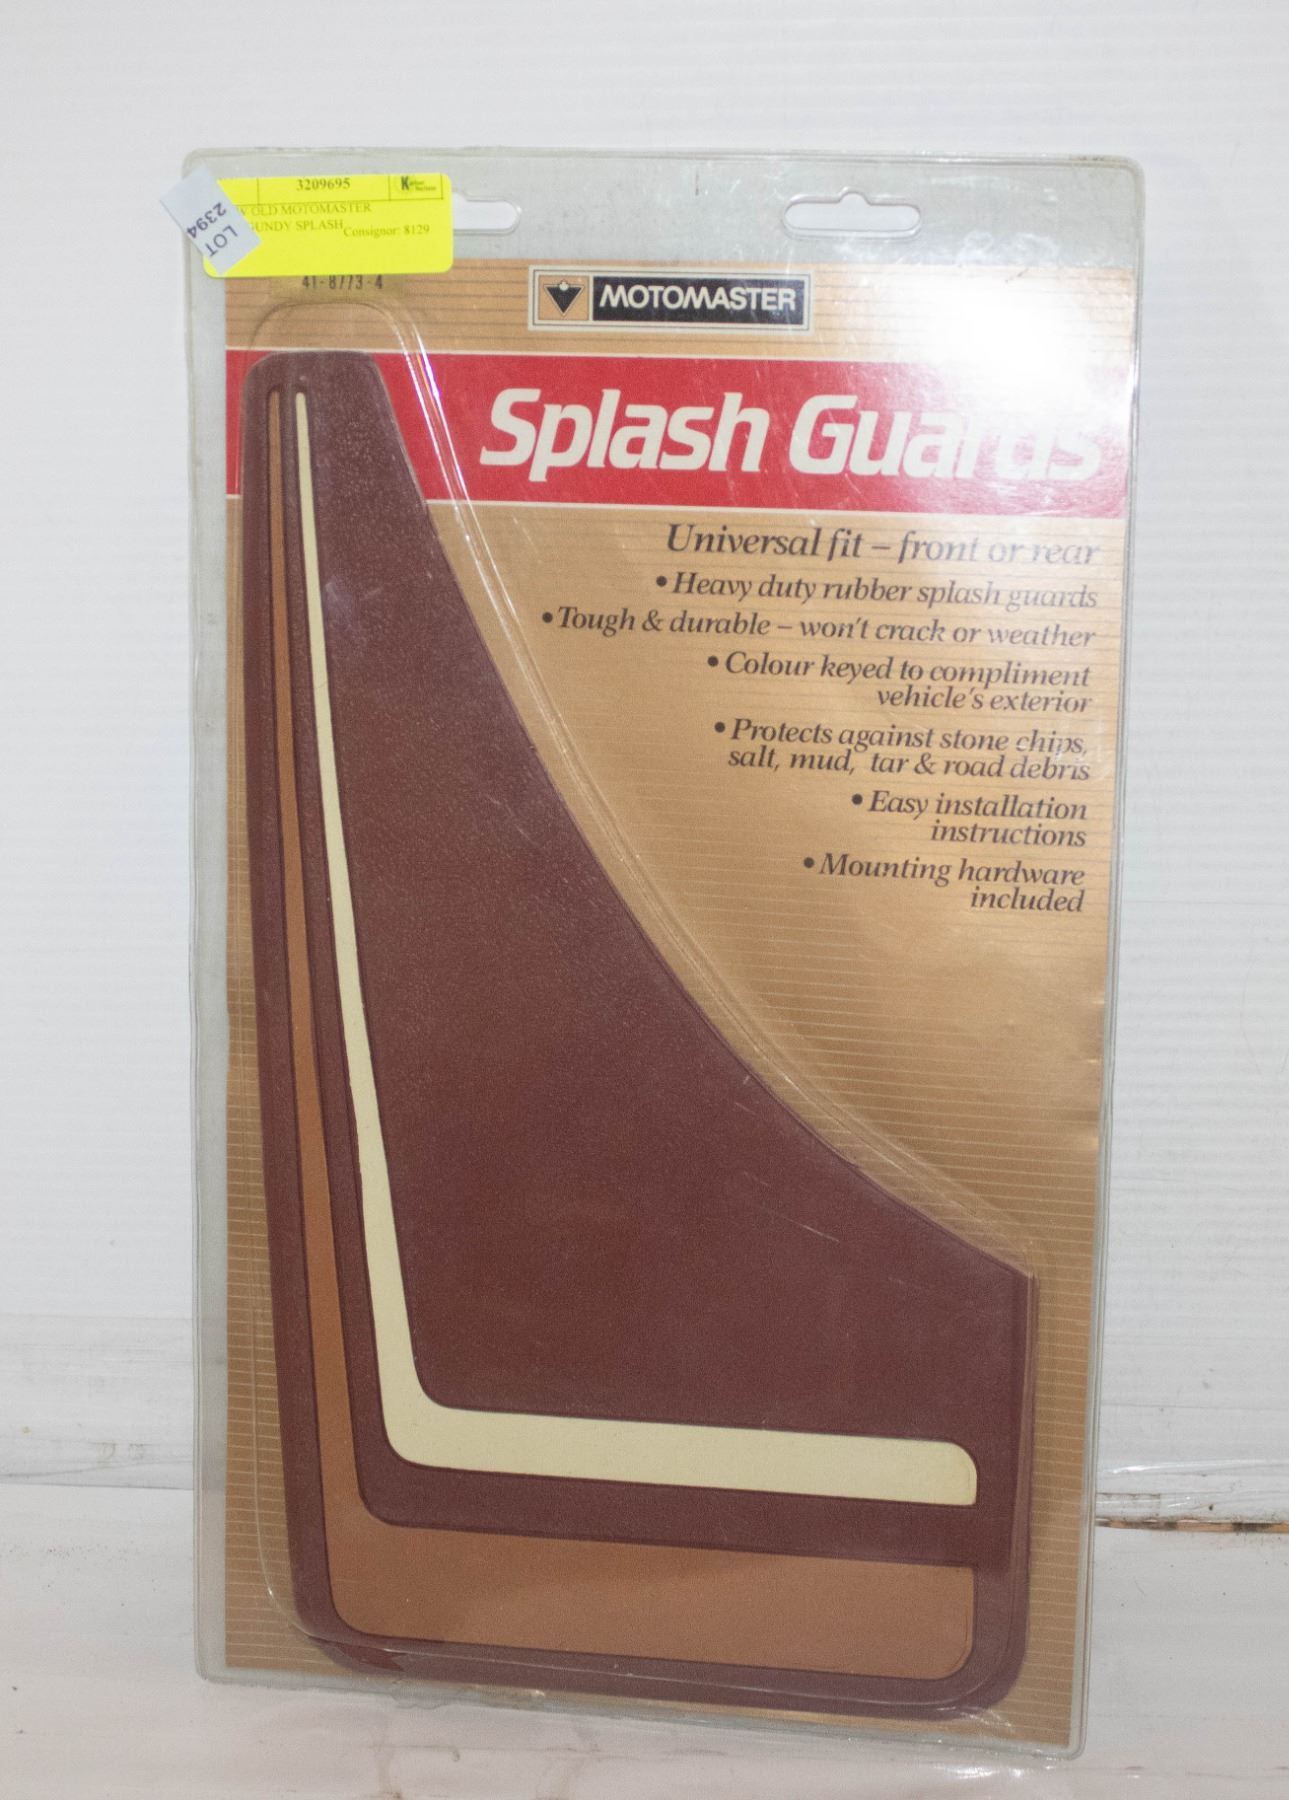 3209695
OLD MOTOMASTER
SPLASH
Consignor: 8129
LOT
2394
41-8773-4
MOTOMASTER
Splash Guards
Universal fit – front or rear
• Heavy duty rubber splash guards
• Tough & durable – won't crack or weather
• Colour keyed to compliment
vehicle's exterior
• Protects against stone chips,
salt, mud, tar & road debris
• Easy installation
instructions
• Mounting hardware
included